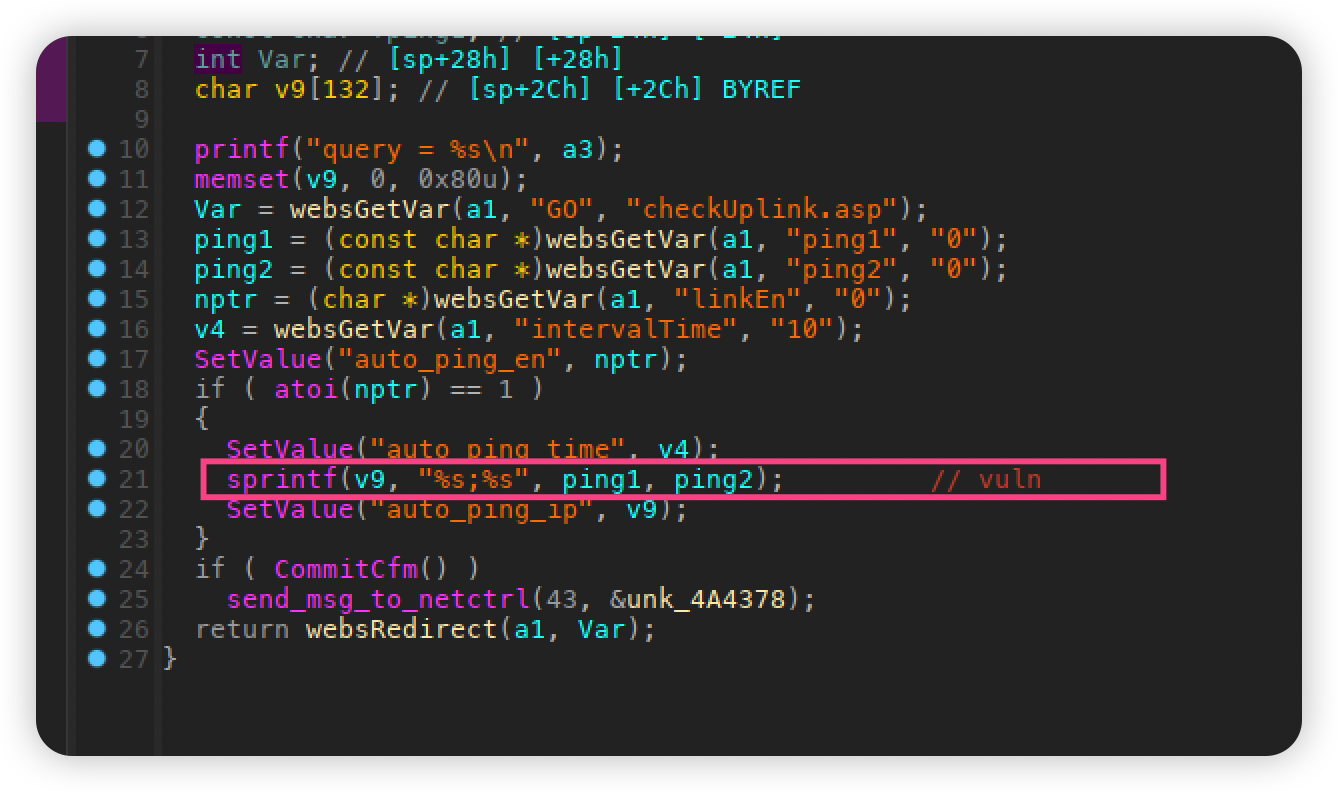 7 int Var; // [sp+28h] [+28h]
8 char v9[132]; // [sp+2Ch] [+2Ch] BYREF
9
10 printf("query = %s\n", a3);
11 memset(v9, 0, 0x80u);
12 Var = websGetVar(a1, "GO", "checkUplink.asp");
13 ping1 = (const char *)websGetVar(a1, "ping1", "0");
14 ping2 = (const char *)websGetVar(a1, "ping2", "0");
15 nptr = (char *)websGetVar(a1, "linkEn", "0");
16 v4 = websGetVar(a1, "intervalTime", "10");
17 SetValue("auto_ping_en", nptr);
18 if ( atoi(nptr) == 1 )
19 {
20 SetValue("auto_ping_time", v4);
21 sprintf(v9, "%s;%s", ping1, ping2); // vuln
22 SetValue("auto_ping_ip", v9);
23 }
24 if ( CommitCfm() )
25 send_msg_to_netctrl(43, &unk_4A4378);
26 return websRedirect(a1, Var);
27 }